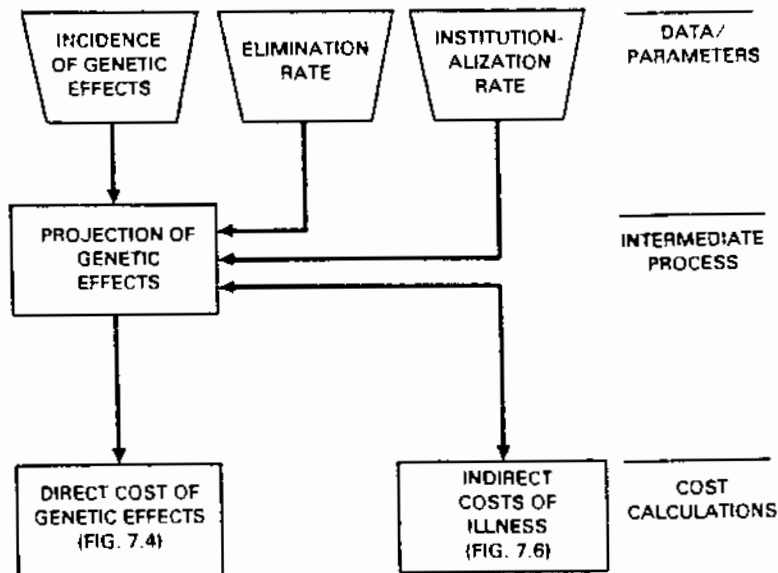 INCIDENCE
OF GENETIC
EFFECTS
ELIMINATION
RATE
INSTITUTION-
ALIZATION
RATE
DATA/
PARAMETERS
PROJECTION OF
GENETIC
EFFECTS
INTERMEDIATE
PROCESS
DIRECT COST OF
GENETIC EFFECTS
(FIG. 7.4)
INDIRECT
COSTS OF
ILLNESS
(FIG. 7.6)
COST
CALCULATIONS